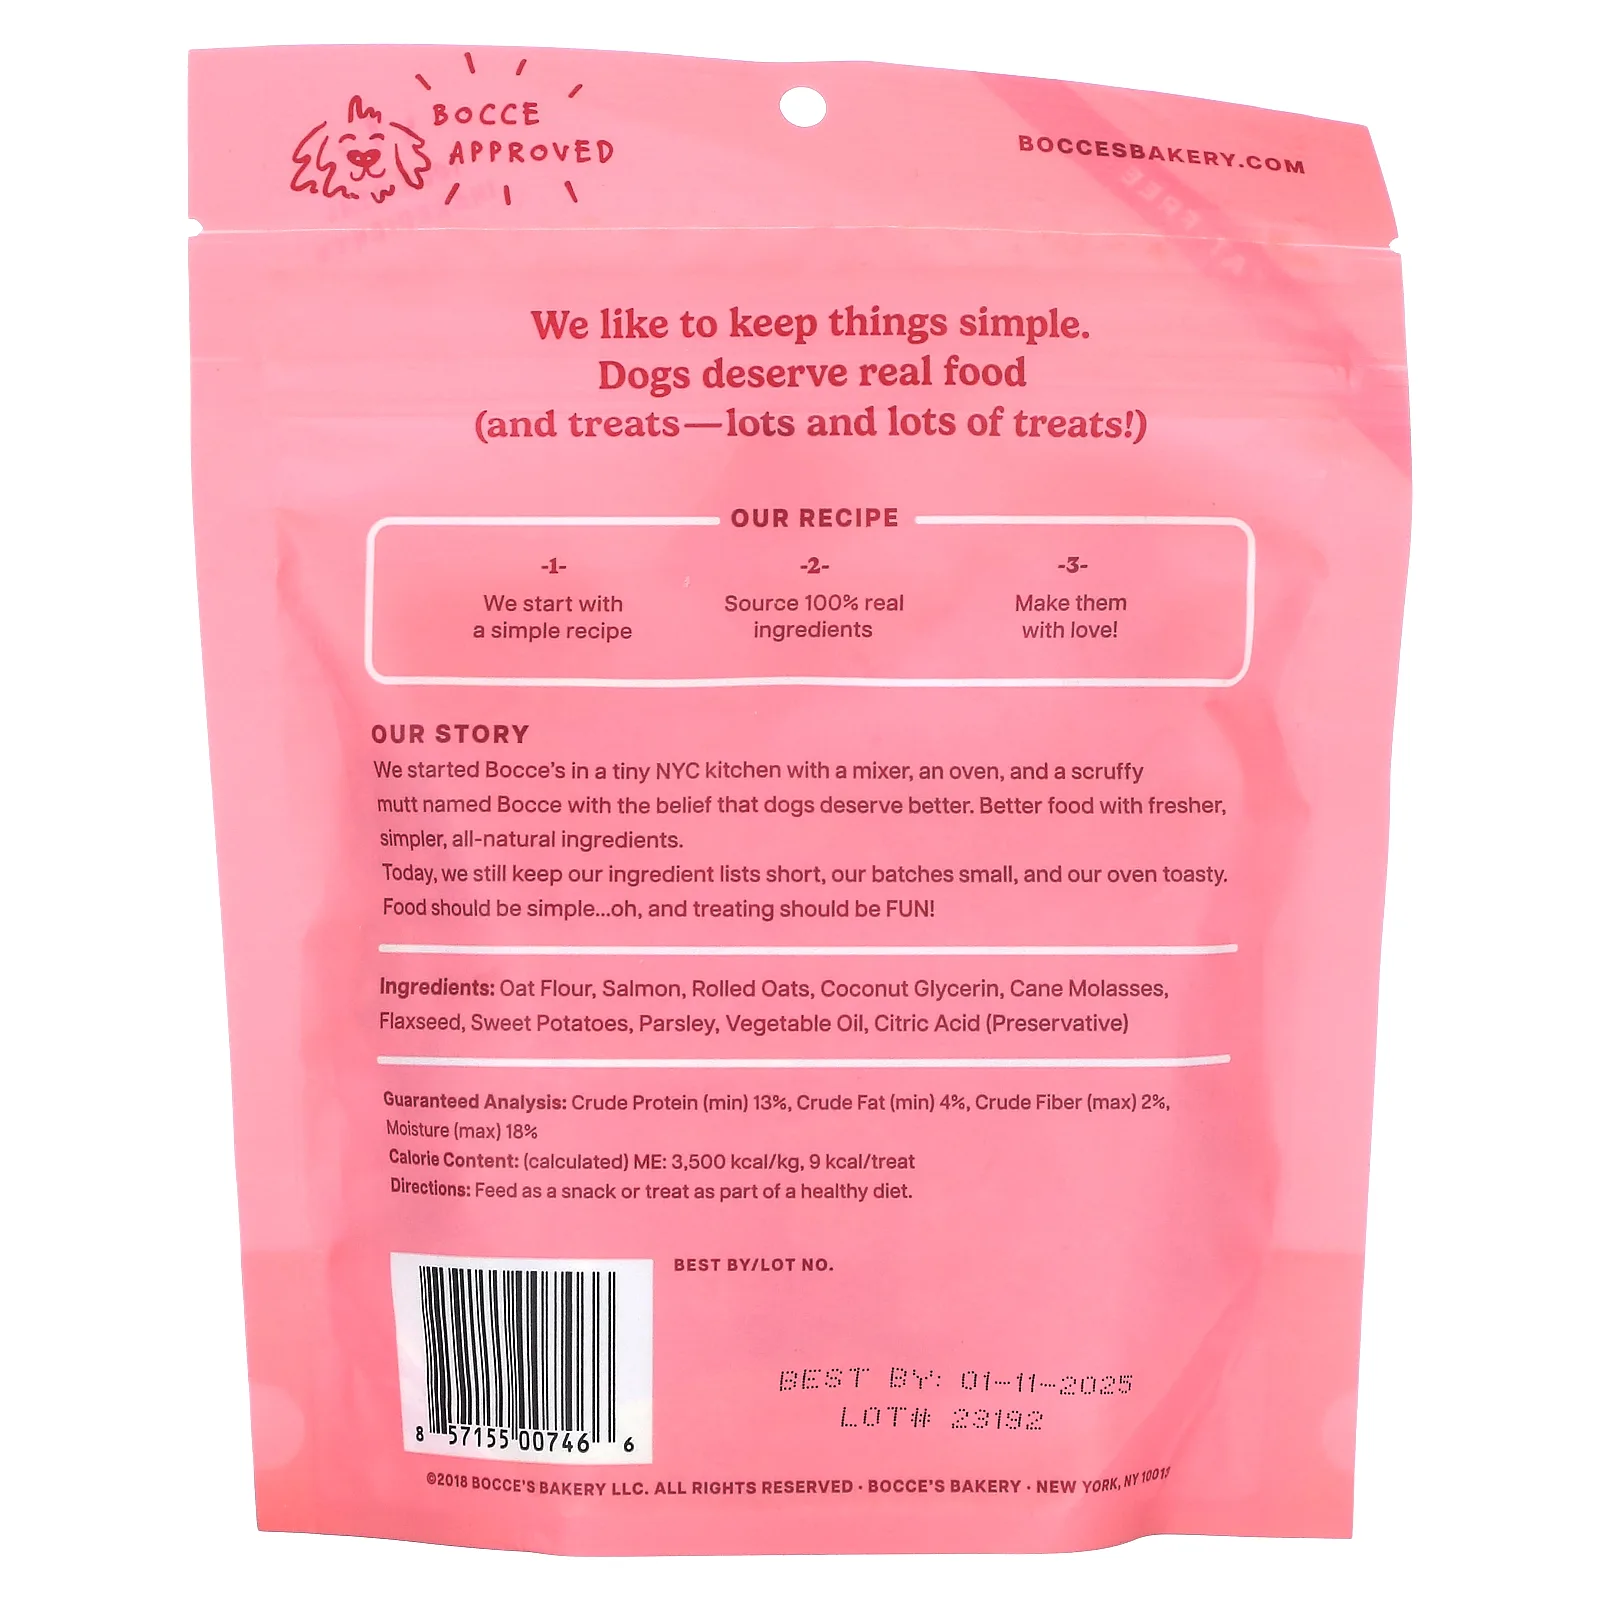 BOCCE
APPROVED
BOCCESBAKERY.COM
We like to keep things simple.
Dogs deserve real food
(and treats—lots and lots of treats!)
OUR RECIPE
-1-
We start with
a simple recipe
-2-
Source 100% real
ingredients
-3-
Make them
with love!
OUR STORY
We started Bocce's in a tiny NYC kitchen with a mixer, an oven, and a scruffy
mutt named Bocce with the belief that dogs deserve better. Better food with fresher,
simpler, all-natural ingredients.
Today, we still keep our ingredient lists short, our batches small, and our oven toasty.
Food should be simple...oh, and treating should be FUN!
Ingredients: Oat Flour, Salmon, Rolled Oats, Coconut Glycerin, Cane Molasses,
Flaxseed, Sweet Potatoes, Parsley, Vegetable Oil, Citric Acid (Preservative)
Guaranteed Analysis: Crude Protein (min) 13%, Crude Fat (min) 4%, Crude Fiber (max) 2%,
Moisture (max) 18%
Calorie Content: (calculated) ME: 3,500 kcal/kg, 9 kcal/treat
Directions: Feed as a snack or treat as part of a healthy diet.
BEST BY/LOT NO.
BEST BY: 01-11-2025
LOT# 23192
8 57155 00746 6
©2018 BOCCE'S BAKERY LLC. ALL RIGHTS RESERVED · BOCCE'S BAKERY · NEW YORK, NY 10013